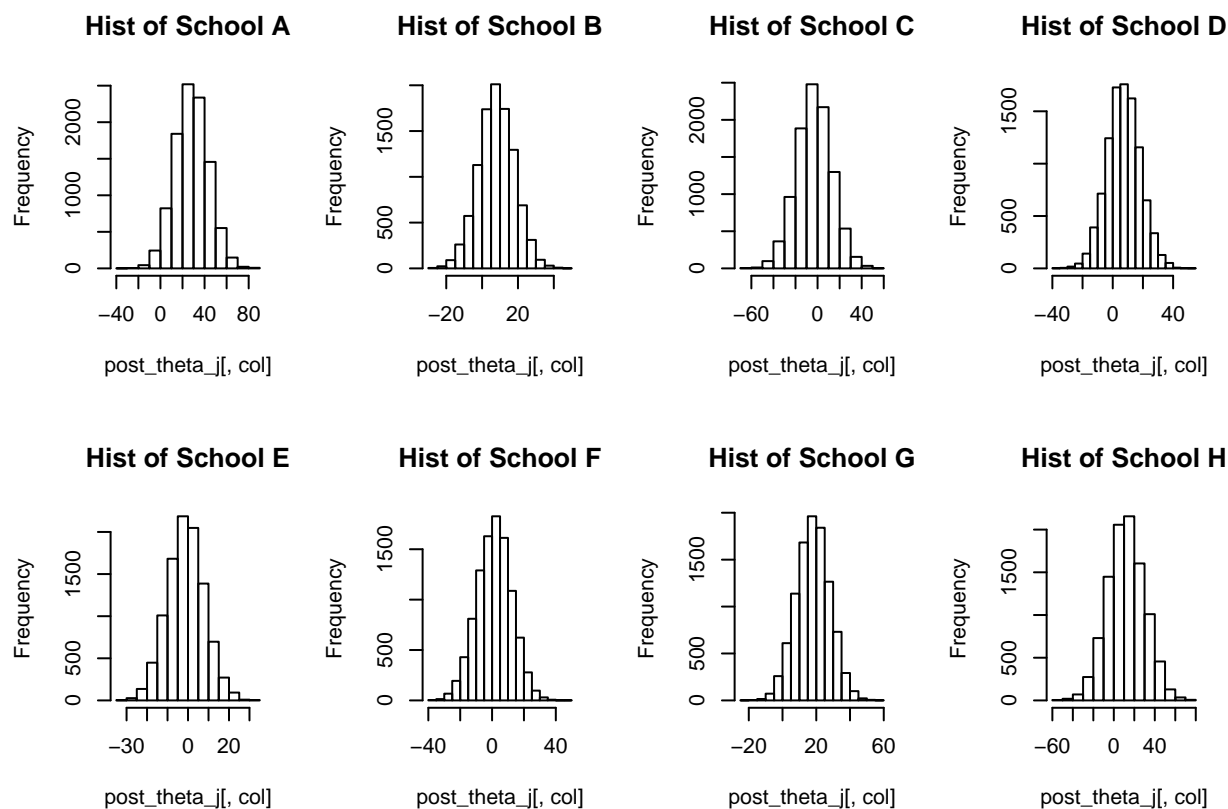 Hist of School A
Frequency
0
1000
2000
−40
0
40
80
post_theta_j[, col]
Hist of School B
Frequency
0
500
1500
−20
20
post_theta_j[, col]
Hist of School C
Frequency
0
1000
2000
−60
0
40
post_theta_j[, col]
Hist of School D
Frequency
0
500
1500
−40
0
40
post_theta_j[, col]
Hist of School E
Frequency
0
500
1500
−30
0
20
post_theta_j[, col]
Hist of School F
Frequency
0
500
1500
−40
0
40
post_theta_j[, col]
Hist of School G
Frequency
0
500
1500
−20
20
60
post_theta_j[, col]
Hist of School H
Frequency
0
500
1500
−60
0
40
post_theta_j[, col]